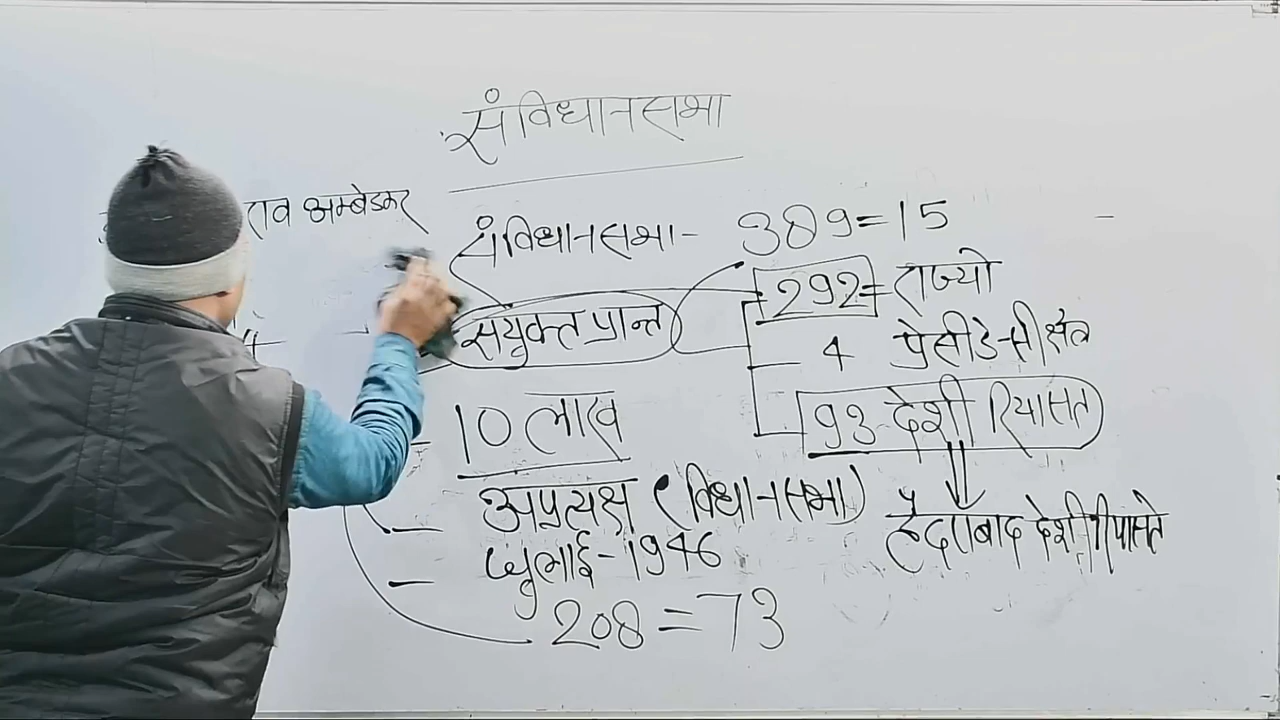 संविधानसभा
राव अम्बेडकर
संविधानसभा- 389=15
292= राज्यो
सयुक्त प्रान्त
- 4 प्रेसीडेन्सी क्षेत्र
93 देशी रियासत
- 10 लाख
- अप्रत्यक्ष (विधानसभा)
हैदराबाद देशी रियासते
- जुलाई-1946
208=73